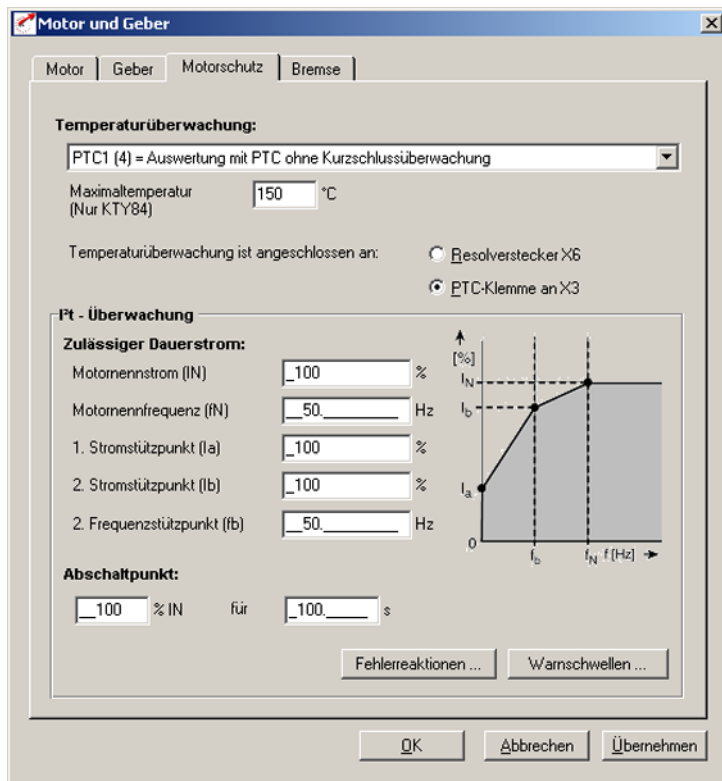 Motor und Geber
Motor Geber Motorschutz Bremse
Temperaturüberwachung:
PTC1 (4) = Auswertung mit PTC ohne Kurzschlussüberwachung
Maximaltemperatur
(Nur KTY84)
150 °C
Temperaturüberwachung ist angeschlossen an:
Resolverstecker X6
PTC-Klemme an X3
I²t - Überwachung
Zulässiger Dauerstrom:
Motornennstrom (IN) _100 %
Motornennfrequenz (fN) __50.________ Hz
1. Stromstützpunkt (Ia) _100 %
2. Stromstützpunkt (Ib) _100 %
2. Frequenzstützpunkt (fb) __50.________ Hz
[%]
IN
Ib
Ia
0
fb fN f [Hz]
Abschaltpunkt:
__100 % IN für _100._____ s
Fehlerreaktionen ... Warnschwellen ...
OK Abbrechen Übernehmen